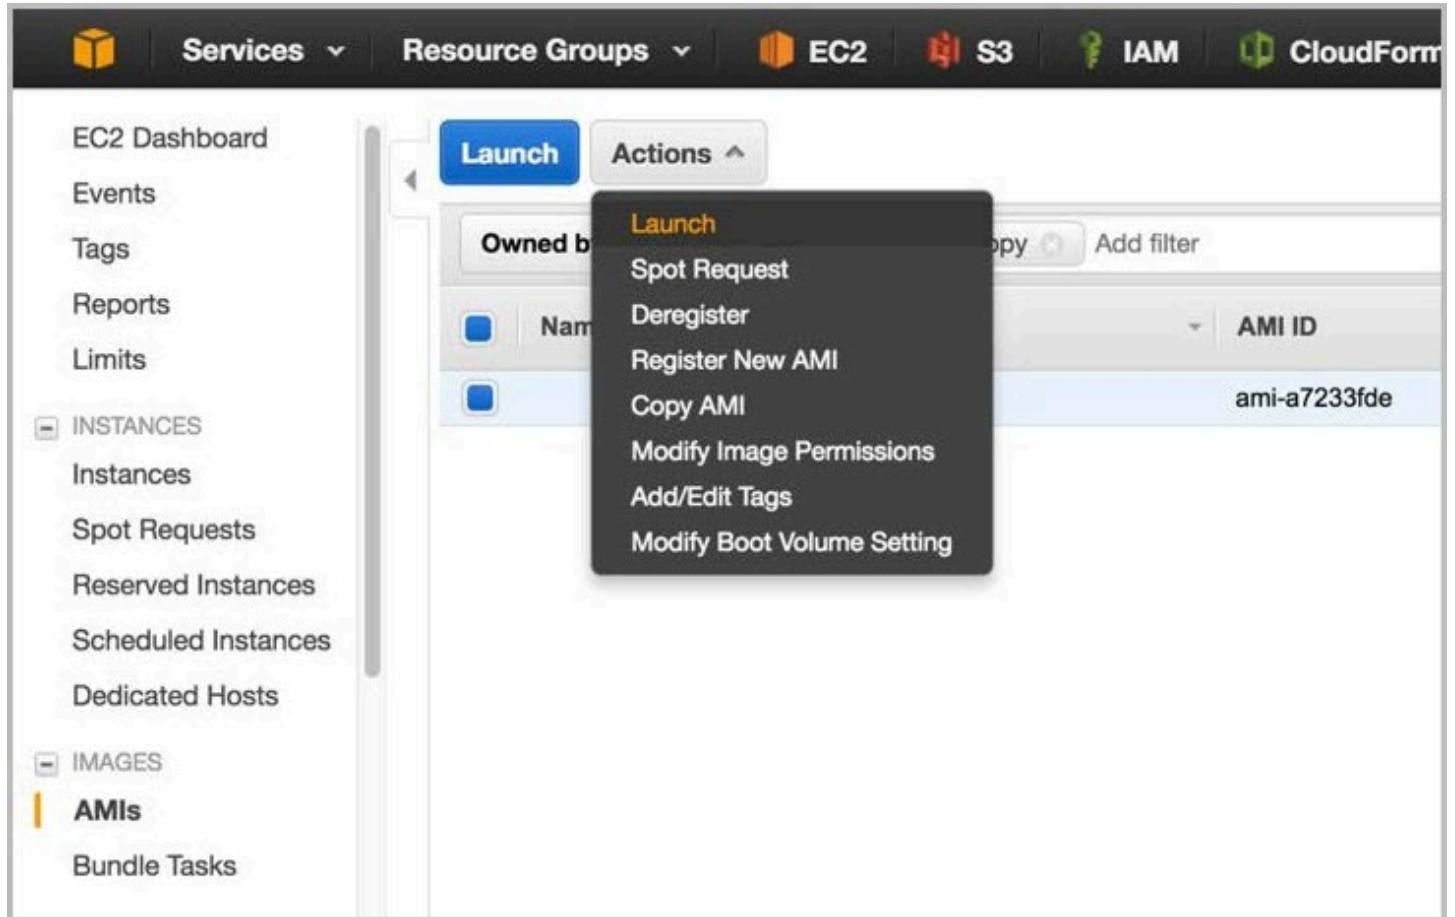 Services Resource Groups EC2 S3 IAM CloudForm
EC2 Dashboard
Events
Tags
Reports
Limits
INSTANCES
Instances
Spot Requests
Reserved Instances
Scheduled Instances
Dedicated Hosts
IMAGES
AMIs
Bundle Tasks
Launch Actions
Launch
Spot Request
Deregister
Register New AMI
Copy AMI
Modify Image Permissions
Add/Edit Tags
Modify Boot Volume Setting
Owned b opy Add filter
Nam AMI ID
ami-a7233fde